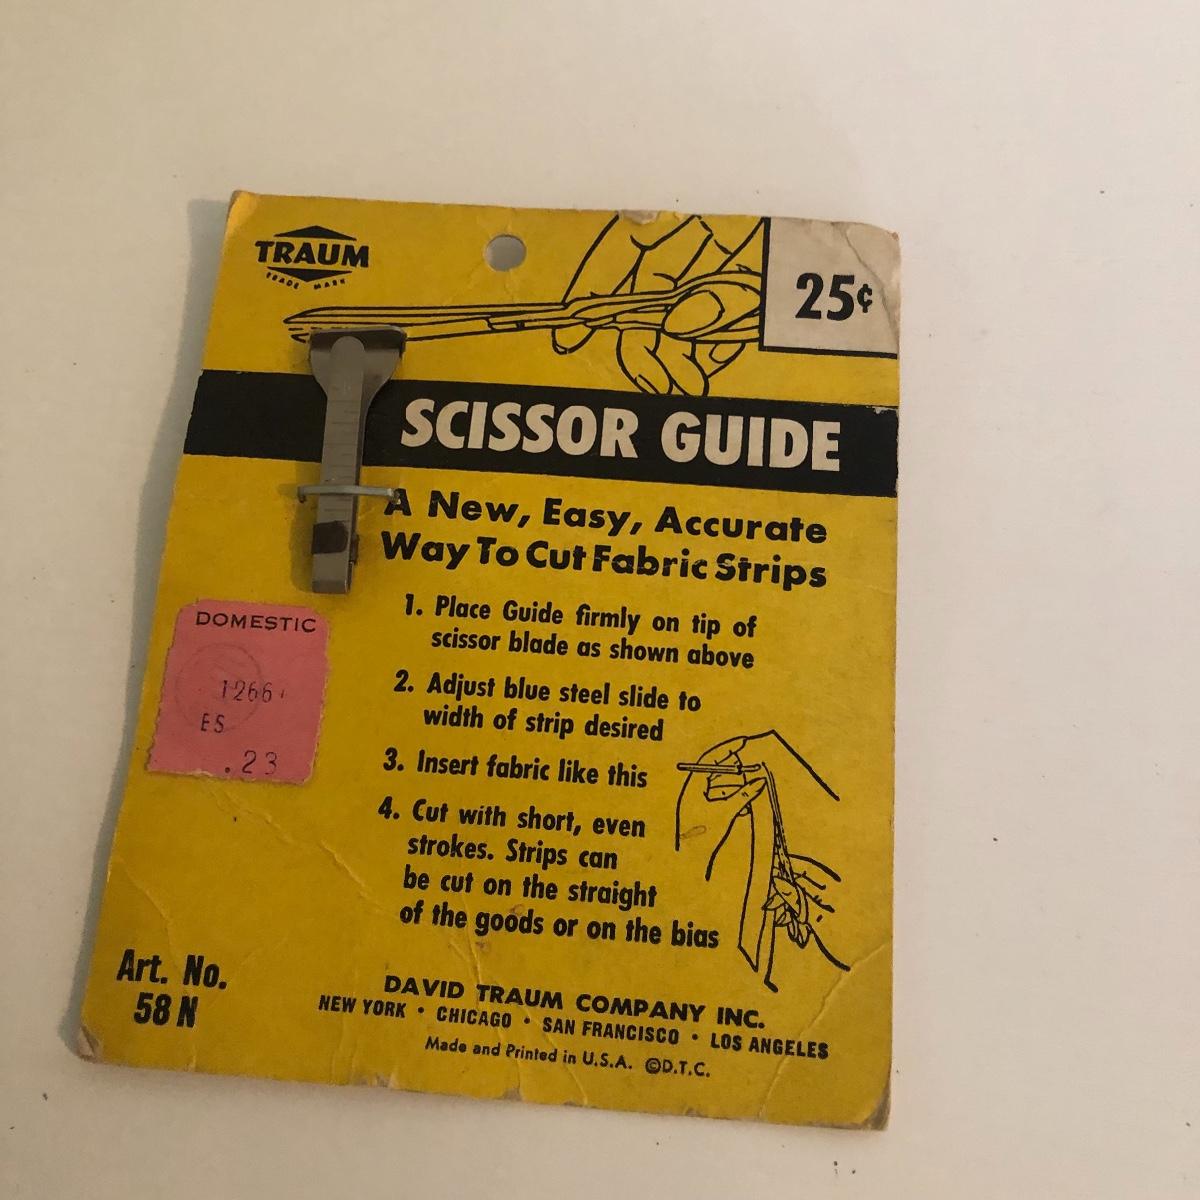 TRAUM
TRADE MARK
25¢
SCISSOR GUIDE
A New, Easy, Accurate
Way To Cut Fabric Strips
1. Place Guide firmly on tip of
scissor blade as shown above
2. Adjust blue steel slide to
width of strip desired
3. Insert fabric like this
4. Cut with short, even
strokes. Strips can
be cut on the straight
of the goods or on the bias
DOMESTIC
1266
ES
.23
Art. No.
58 N
DAVID TRAUM COMPANY INC.
NEW YORK • CHICAGO • SAN FRANCISCO • LOS ANGELES
Made and Printed in U.S.A. ©D.T.C.